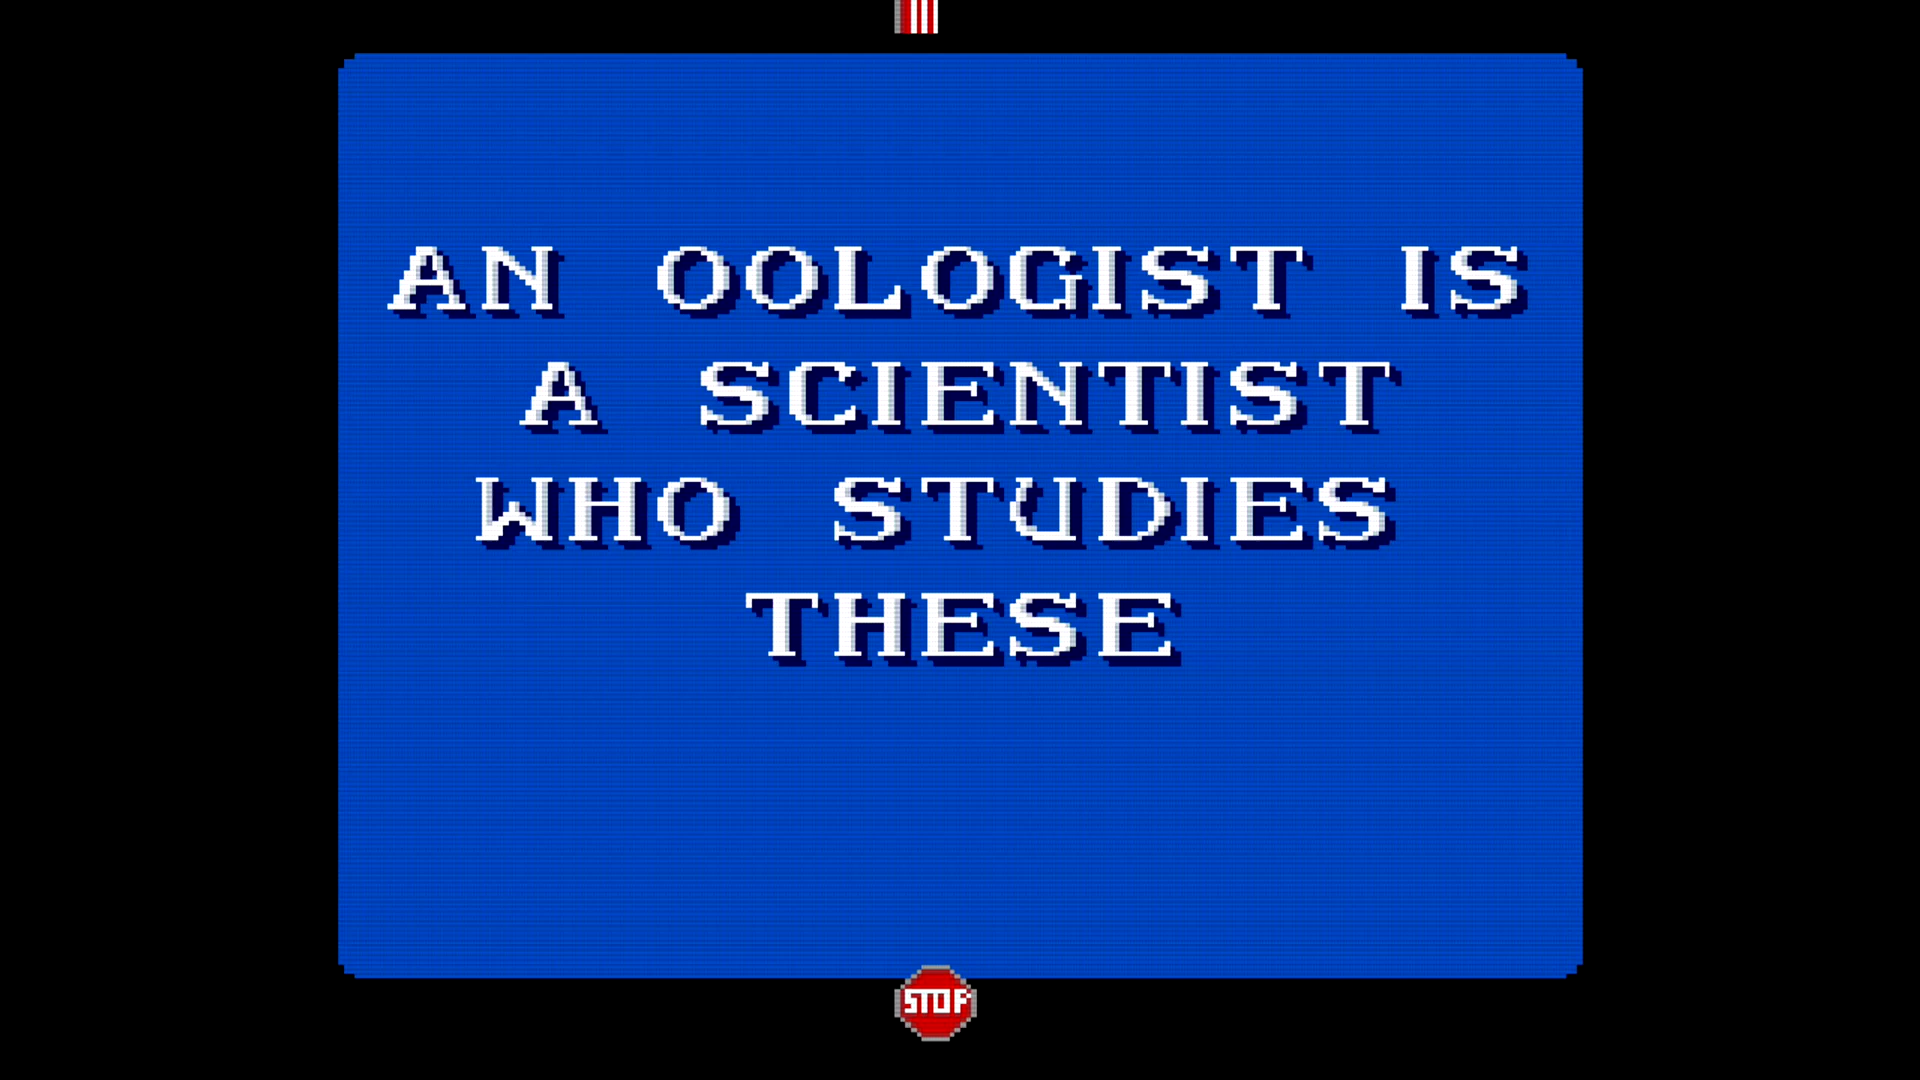 AN OOLOGIST IS
A SCIENTIST
WHO STUDIES
THESE
STOP